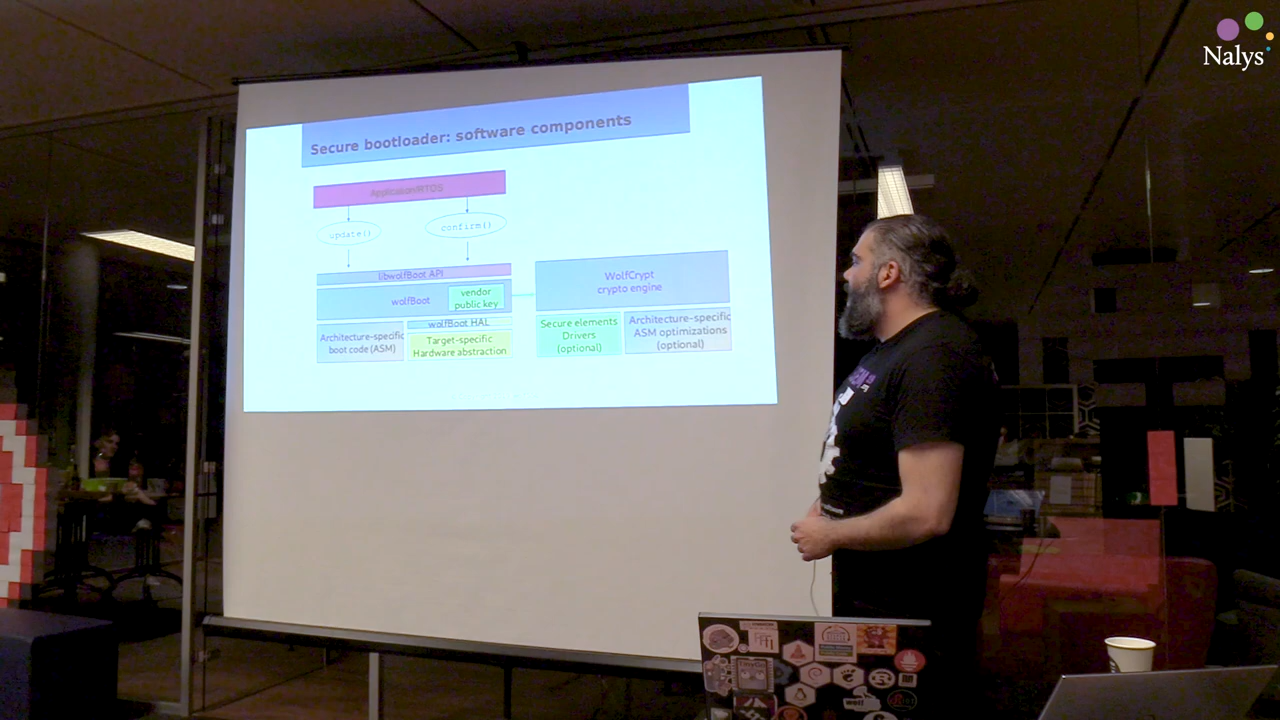 Nalys
Secure bootloader: software components
Application/RTOS
update()
confirm()
libwolfBoot API
wolfBoot
vendor
public key
wolfBoot HAL
Architecture-specific
boot code (ASM)
Target-specific
Hardware abstraction
WolfCrypt
crypto engine
Secure elements
Drivers
(optional)
Architecture-specific
ASM optimizations
(optional)